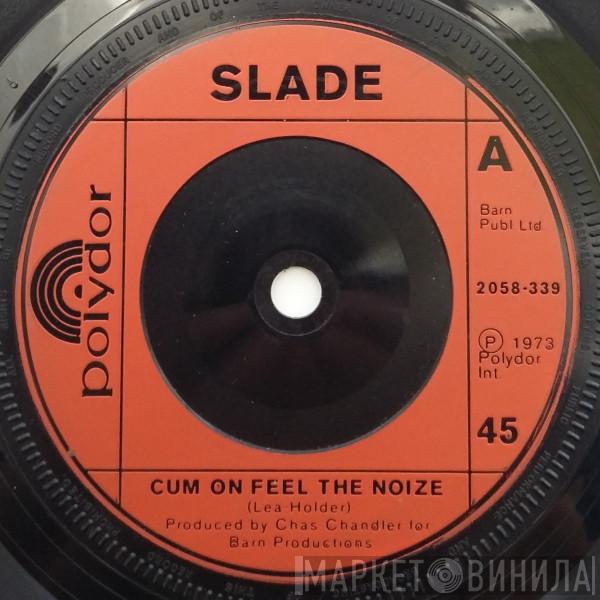 SLADE
A
Barn
Publ Ltd
polydor
2058-339
℗ 1973
Polydor
Int.
45
CUM ON FEEL THE NOIZE
(Lea-Holder)
Produced by Chas Chandler for
Barn Productions
МАРКЕТ ВИНИЛА